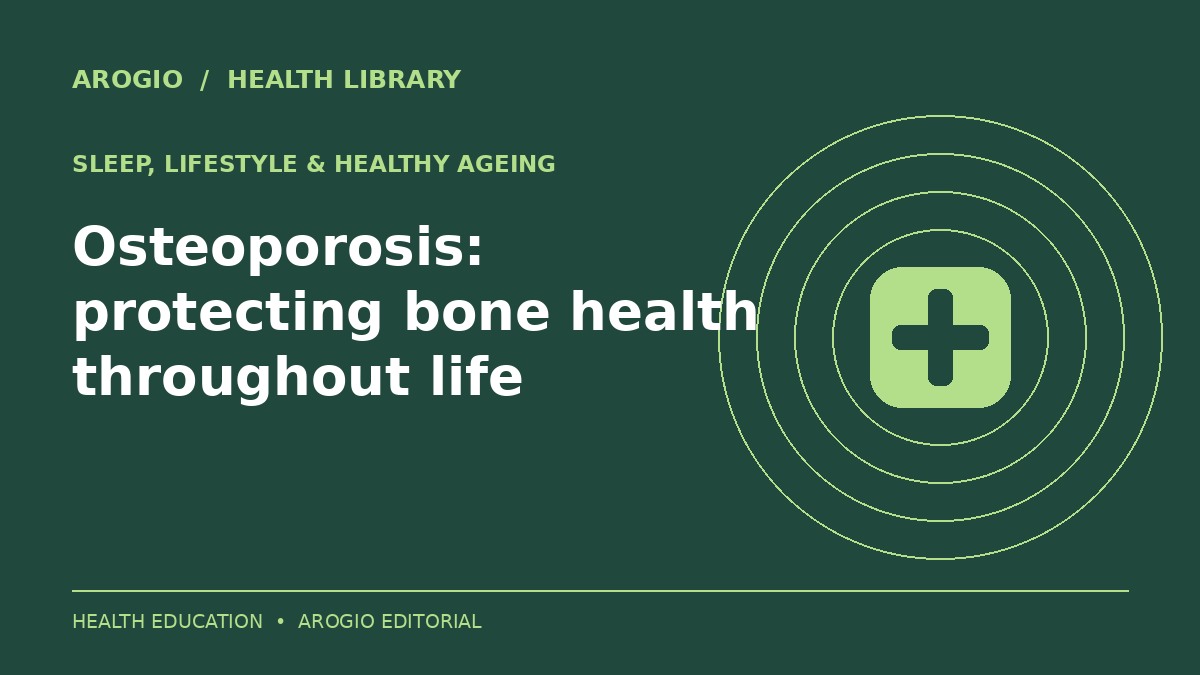 AROGIO / HEALTH LIBRARY
SLEEP, LIFESTYLE & HEALTHY AGEING
Osteoporosis:
protecting bone health
throughout life
HEALTH EDUCATION • AROGIO EDITORIAL